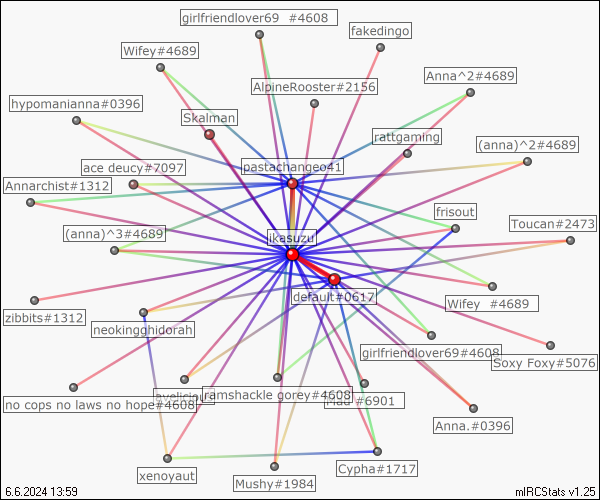 girlfriendlover69 #4608
fakedingo
Wifey#4689
Anna^2#4689
AlpineRooster#2156
hypomanianna#0396
Skalman
rattgaming
(anna)^2#4689
pastachangeo41
ace deucy#7097
Annarchist#1312
frisout
Toucan#2473
(anna)^3#4689
ikasuzu
default#0617
Wifey #4689
zibbits#1312
neokingghidorah
girlfriendlover69#4608
Soxy Foxy#5076
ramshackle gorey#4608
#6901
no cops no laws no hope#4608
Anna.#0396
xenoyaut
Cypha#1717
Mushy#1984
6.6.2024 13:59
mIRCStats v1.25